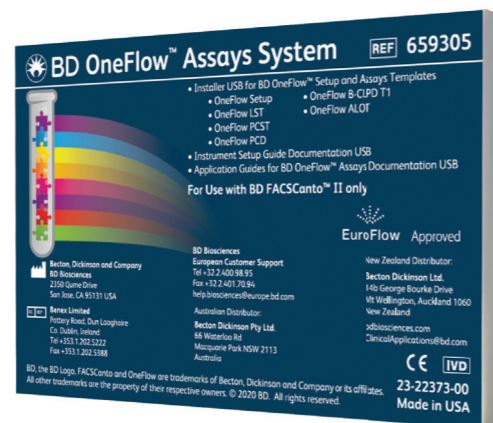 BD OneFlow™ Assays System
REF 659305
• Installer USB for BD OneFlow™ Setup and Assays Templates
• OneFlow Setup
• OneFlow LST
• OneFlow PCST
• OneFlow PCD
• OneFlow B-CLPD T1
• OneFlow ALOT
• Instrument Setup Guide Documentation USB
• Application Guides for BD OneFlow™ Assays Documentation USB
For Use with BD FACSCanto™ II only
EuroFlow Approved
Becton, Dickinson and Company
BD Biosciences
2350 Qume Drive
San Jose, CA 95131 USA
EC REP
Benex Limited
Pottery Road, Dun Laoghaire
Co. Dublin, Ireland
Tel +353.1.202.5222
Fax +353.1.202.5388
BD Biosciences
European Customer Support
Tel +32.2.400.98.95
Fax +32.2.401.70.94
help.biosciences@europe.bd.com
Australian Distributor:
Becton Dickinson Pty Ltd.
66 Waterloo Rd
Macquarie Park NSW 2113
Australia
New Zealand Distributor:
Becton Dickinson Ltd.
14b George Bourke Drive
Mt Wellington, Auckland 1060
New Zealand
bdbiosciences.com
ClinicalApplications@bd.com
CE IVD
23-22373-00
Made in USA
BD, the BD Logo, FACSCanto and OneFlow are trademarks of Becton, Dickinson and Company or its affiliates.
All other trademarks are the property of their respective owners. © 2020 BD. All rights reserved.